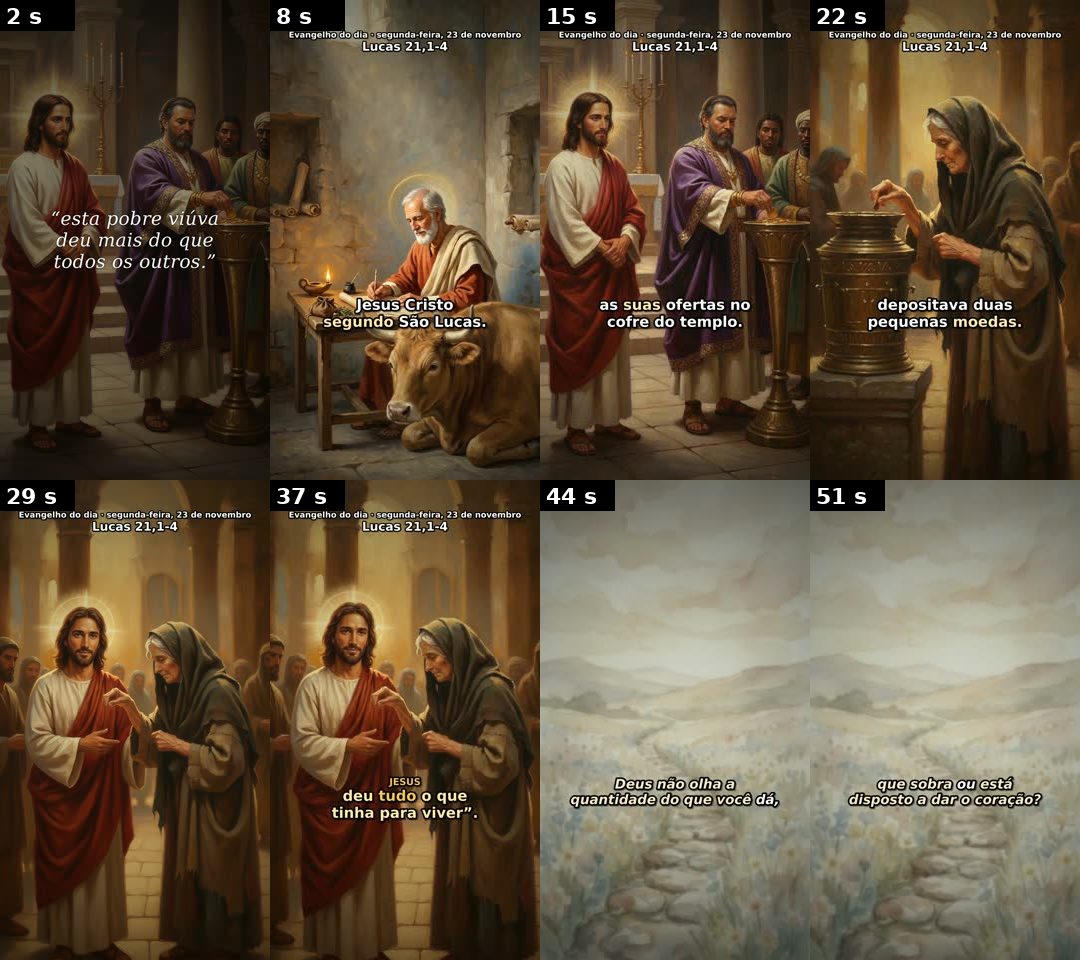 2 s
“esta pobre viúva
deu mais do que
todos os outros.”
8 s
Evangelho do dia · segunda-feira, 23 de novembro
Lucas 21,1-4
Jesus Cristo
segundo São Lucas.
15 s
Evangelho do dia · segunda-feira, 23 de novembro
Lucas 21,1-4
as suas ofertas no
cofre do templo.
22 s
Evangelho do dia · segunda-feira, 23 de novembro
Lucas 21,1-4
depositava duas
pequenas moedas.
29 s
Evangelho do dia · segunda-feira, 23 de novembro
Lucas 21,1-4
37 s
Evangelho do dia · segunda-feira, 23 de novembro
Lucas 21,1-4
JESUS
deu tudo o que
tinha para viver”.
44 s
Deus não olha a
quantidade do que você dá,
51 s
que sobra ou está
disposto a dar o coração?